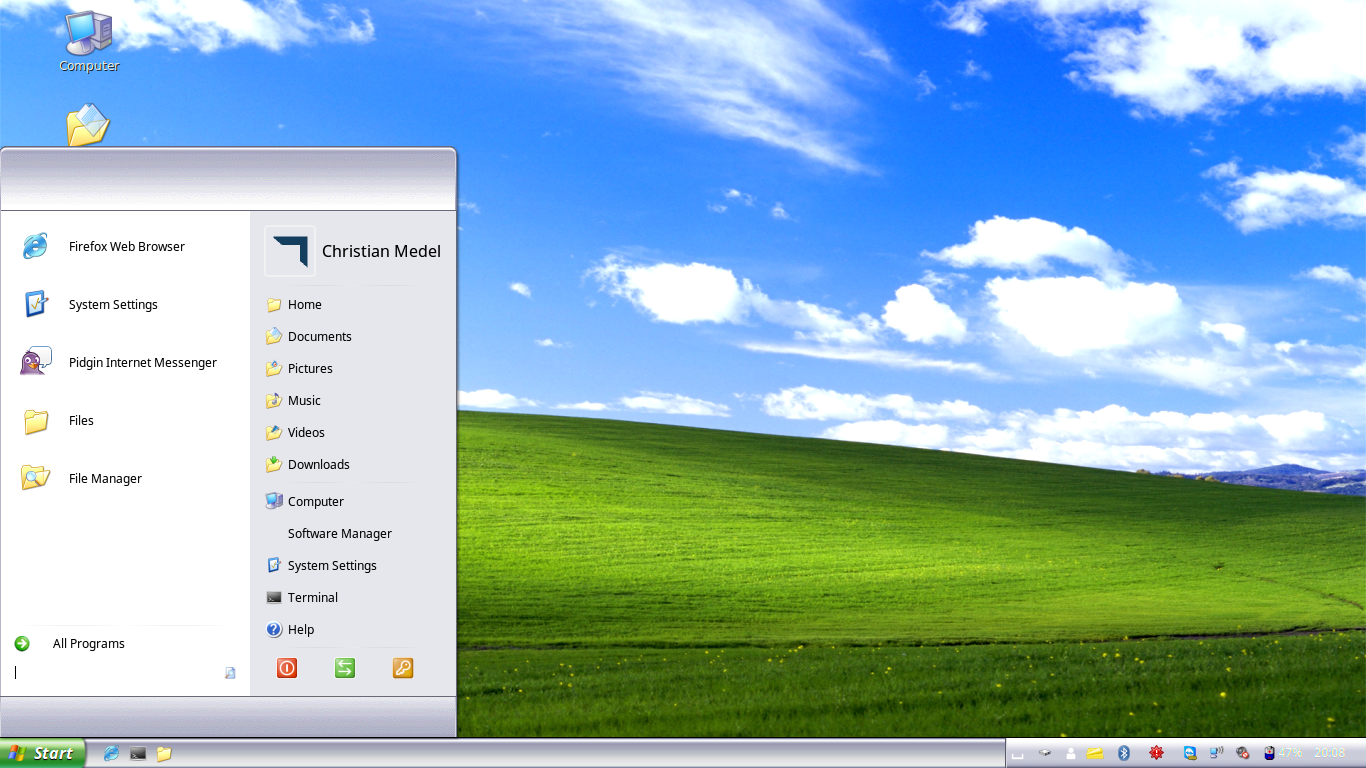 Computer
Firefox Web Browser
System Settings
Pidgin Internet Messenger
Files
File Manager
All Programs
Christian Medel
Home
Documents
Pictures
Music
Videos
Downloads
Computer
Software Manager
System Settings
Terminal
Help
Start
47%
20:08